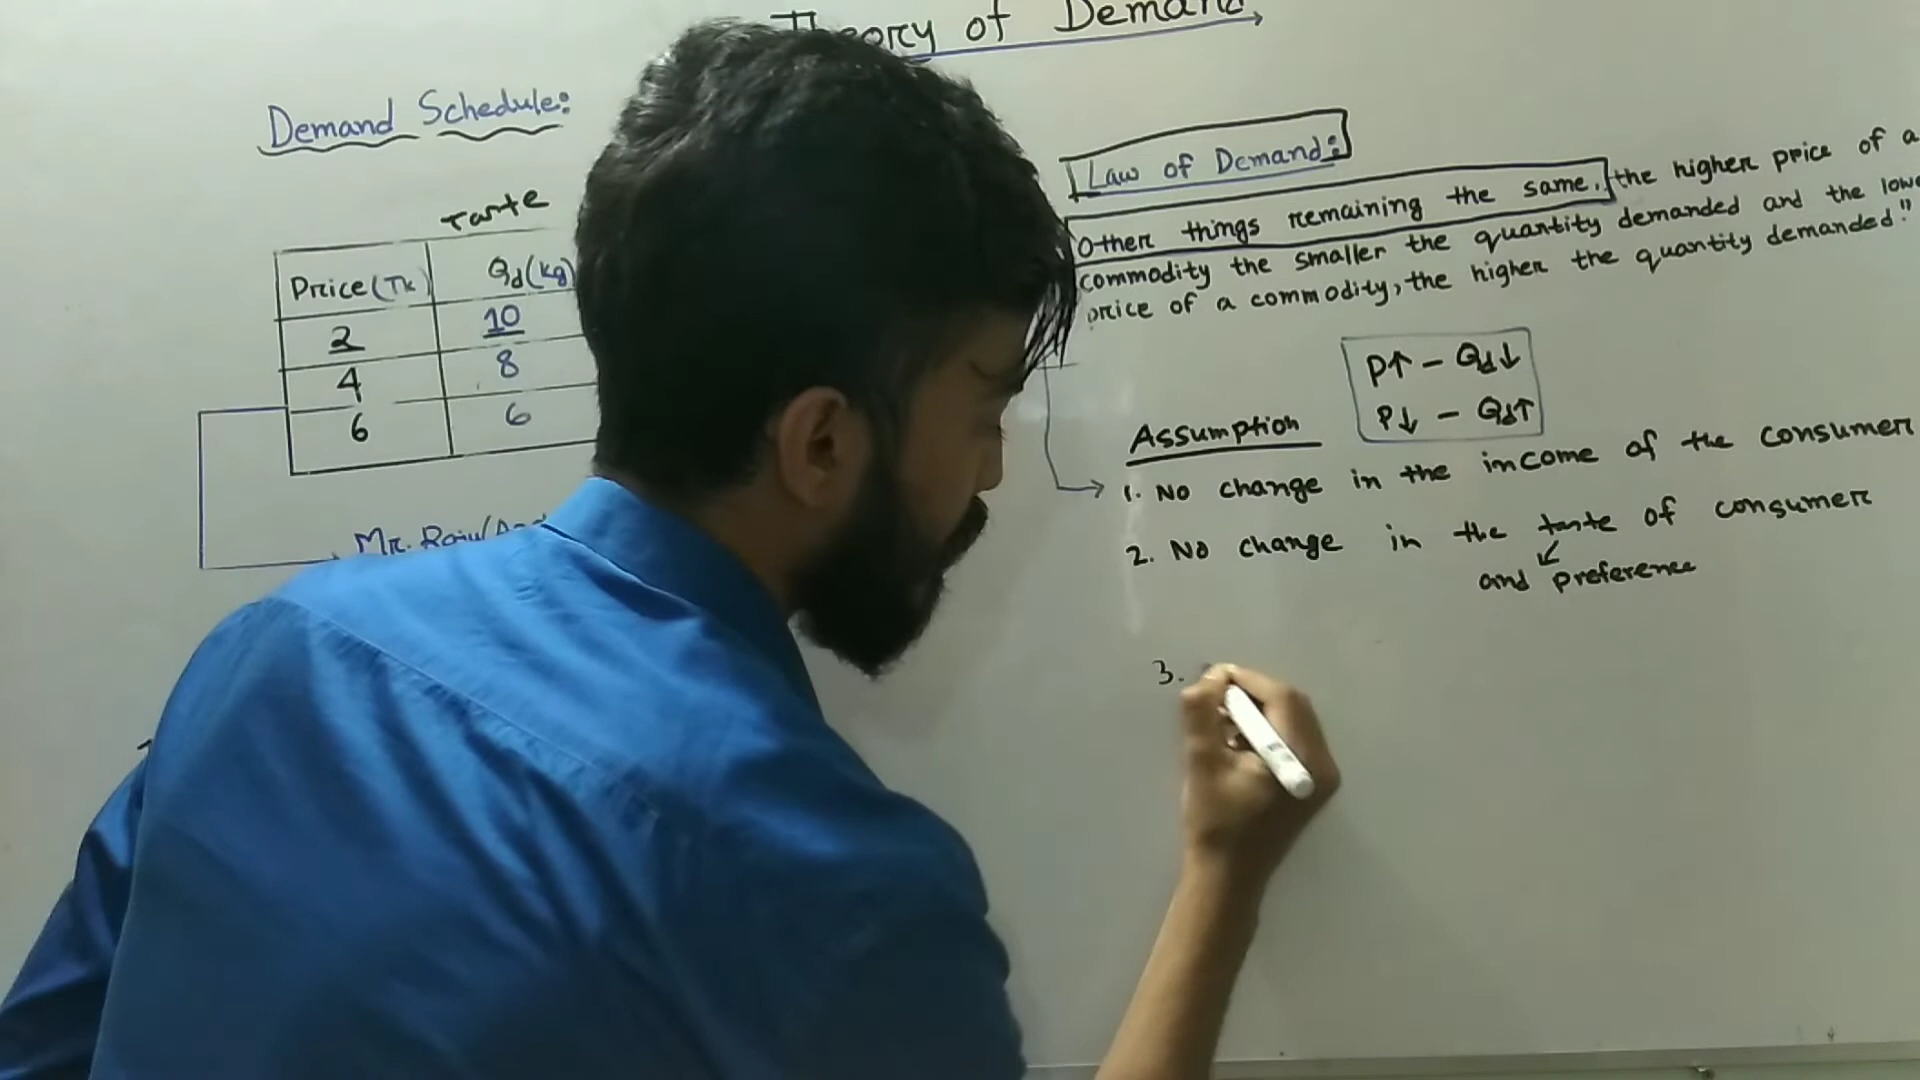 Theory of Demand
Demand Schedule:
Taste
Price (Tk) Qd (kg)
2 10
4 8
6 6
Mr. Raju
Law of Demand:
Other things remaining the same, the higher price of a
commodity the smaller the quantity demanded and the lowe
price of a commodity, the higher the quantity demanded."
P↑ - Qd↓
P↓ - Qd↑
Assumption
1. No change in the income of the consumer
2. No change in the taste of consumer
and preference
3.